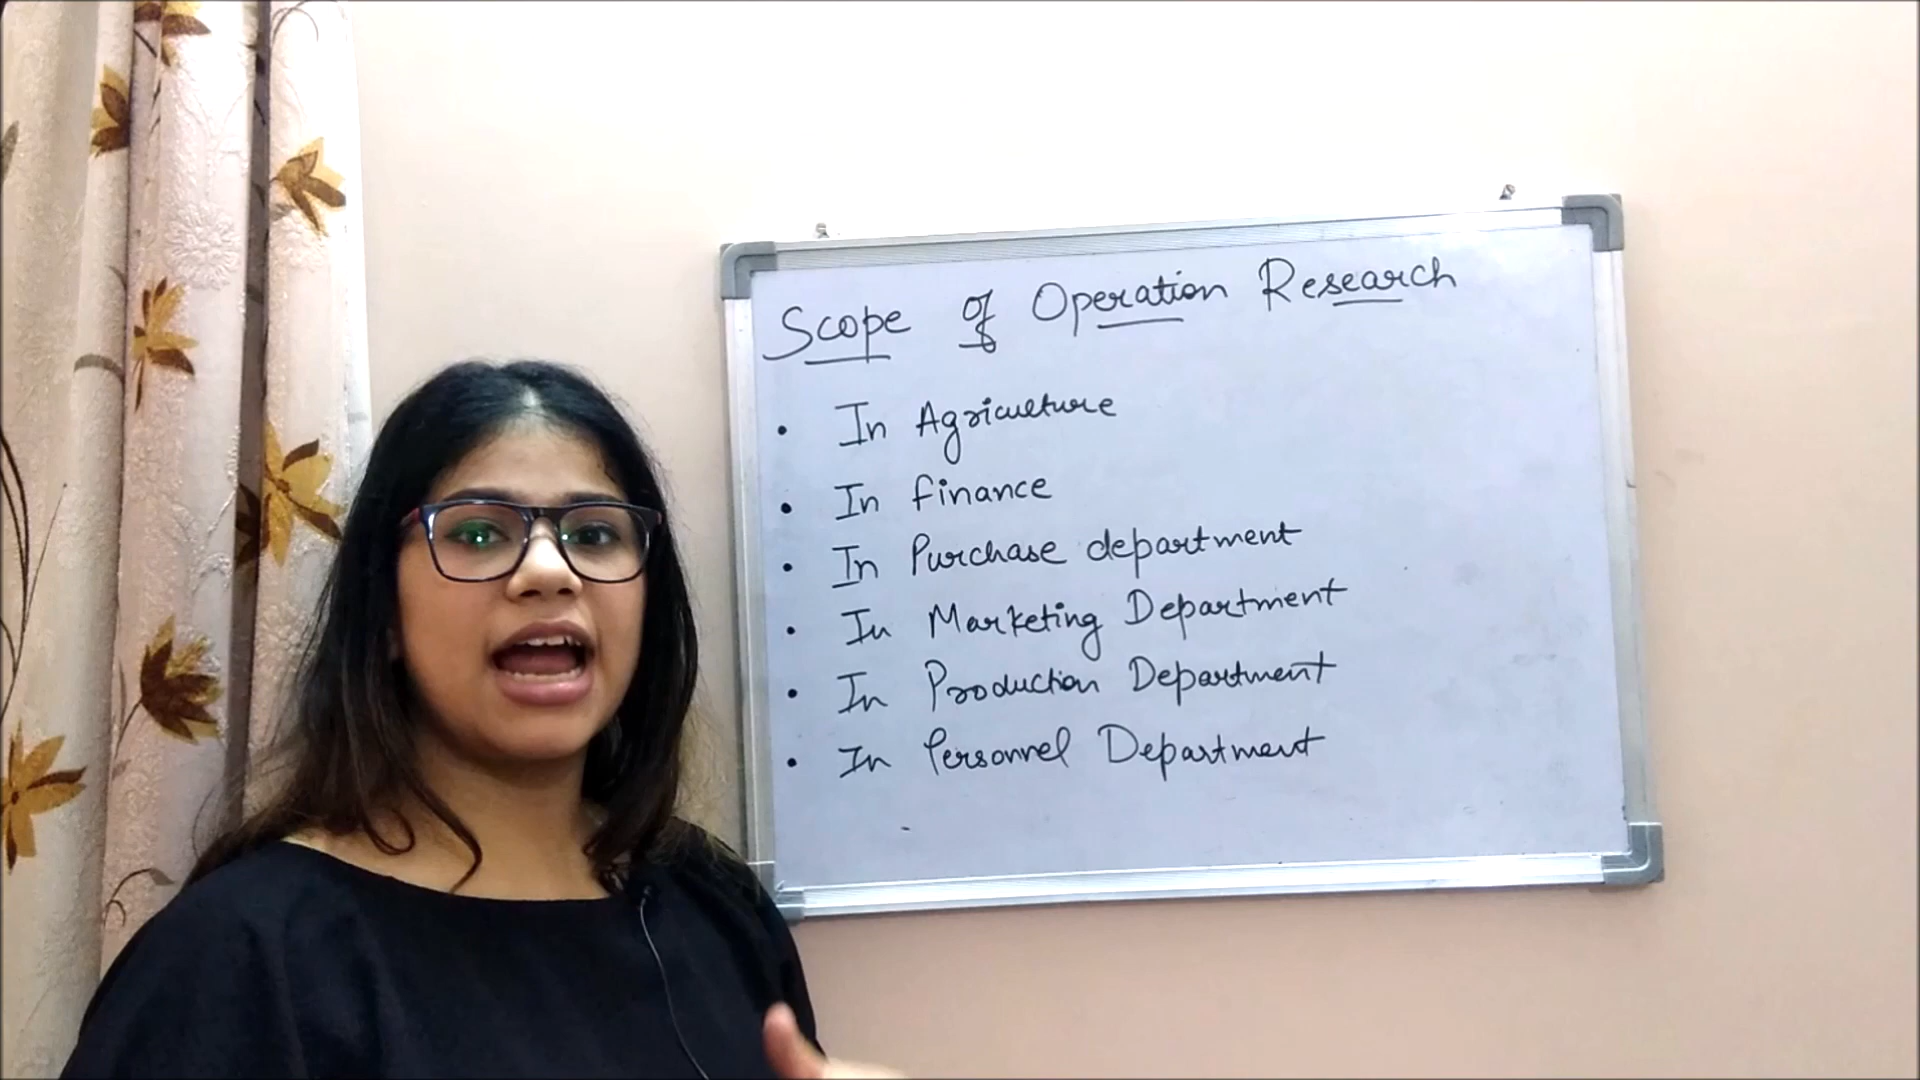 Scope of Operation Research
• In Agriculture
• In finance
• In Purchase department
• In Marketing Department
• In Production Department
• In Personnel Department